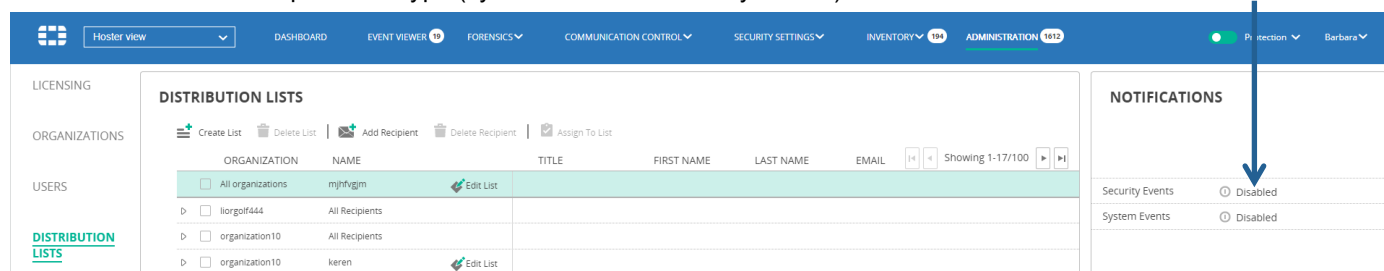 Hoster view DASHBOARD EVENT VIEWER 19 FORENSICS COMMUNICATION CONTROL SECURITY SETTINGS INVENTORY 194 ADMINISTRATION 1612 Protection Barbara
LICENSING
ORGANIZATIONS
USERS
DISTRIBUTION
LISTS
DISTRIBUTION LISTS
Create List Delete List Add Recipient Delete Recipient Assign To List
ORGANIZATION NAME TITLE FIRST NAME LAST NAME EMAIL Showing 1-17/100
All organizations mjhfvgjm Edit List
liorgolf444 All Recipients
organization10 All Recipients
organization10 keren Edit List
NOTIFICATIONS
Security Events Disabled
System Events Disabled